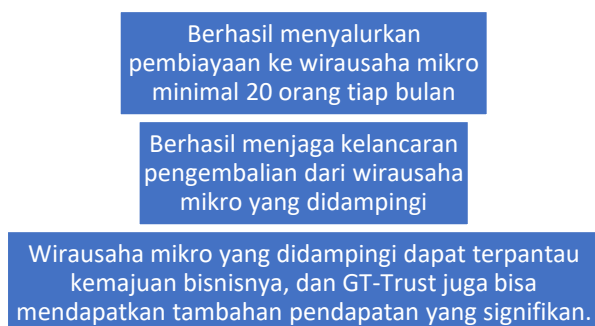 Berhasil menyalurkan
pembiayaan ke wirausaha mikro
minimal 20 orang tiap bulan
Berhasil menjaga kelancaran
pengembalian dari wirausaha
mikro yang didampingi
Wirausaha mikro yang didampingi dapat terpantau
kemajuan bisnisnya, dan GT-Trust juga bisa
mendapatkan tambahan pendapatan yang signifikan.